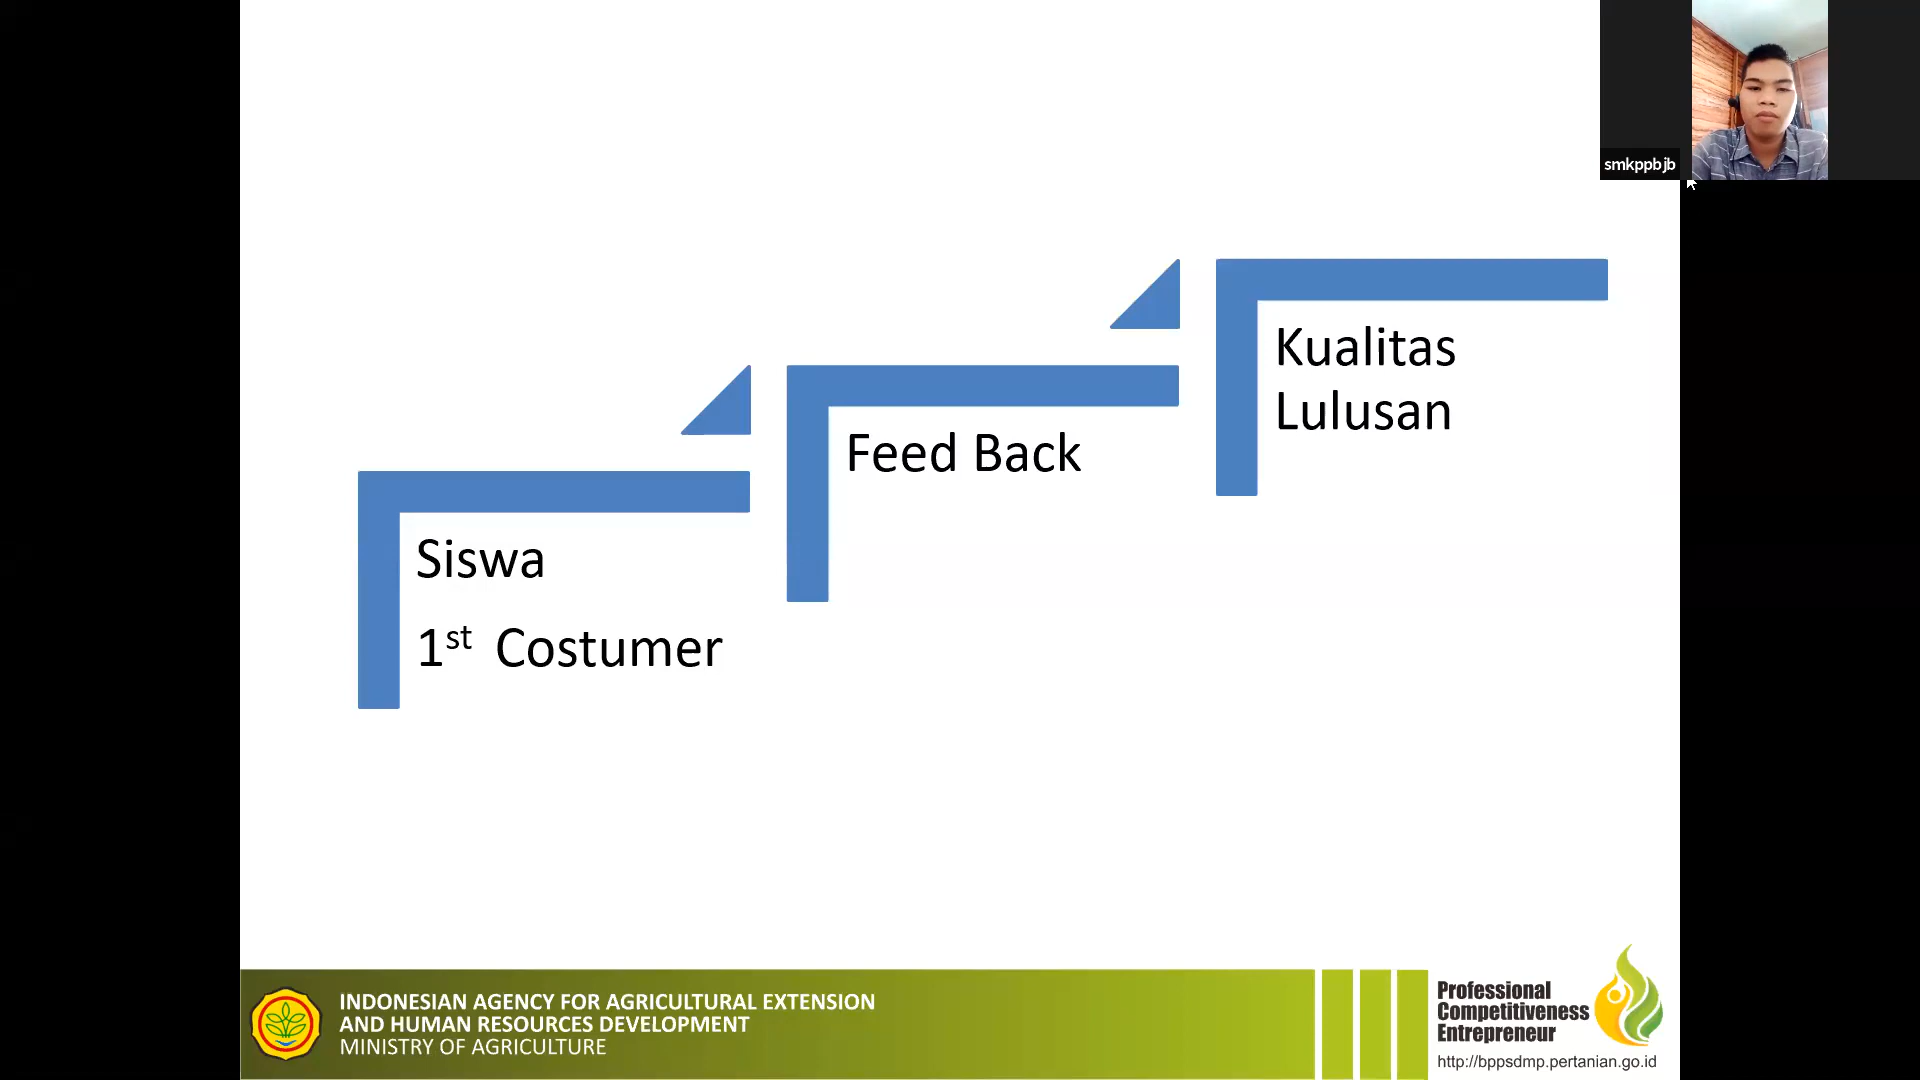 smkppbjb
Kualitas
Lulusan
Feed Back
Siswa
1st Costumer
INDONESIAN AGENCY FOR AGRICULTURAL EXTENSION
AND HUMAN RESOURCES DEVELOPMENT
MINISTRY OF AGRICULTURE
Professional
Competitiveness
Entrepreneur
http://bppsdmp.pertanian.go.id